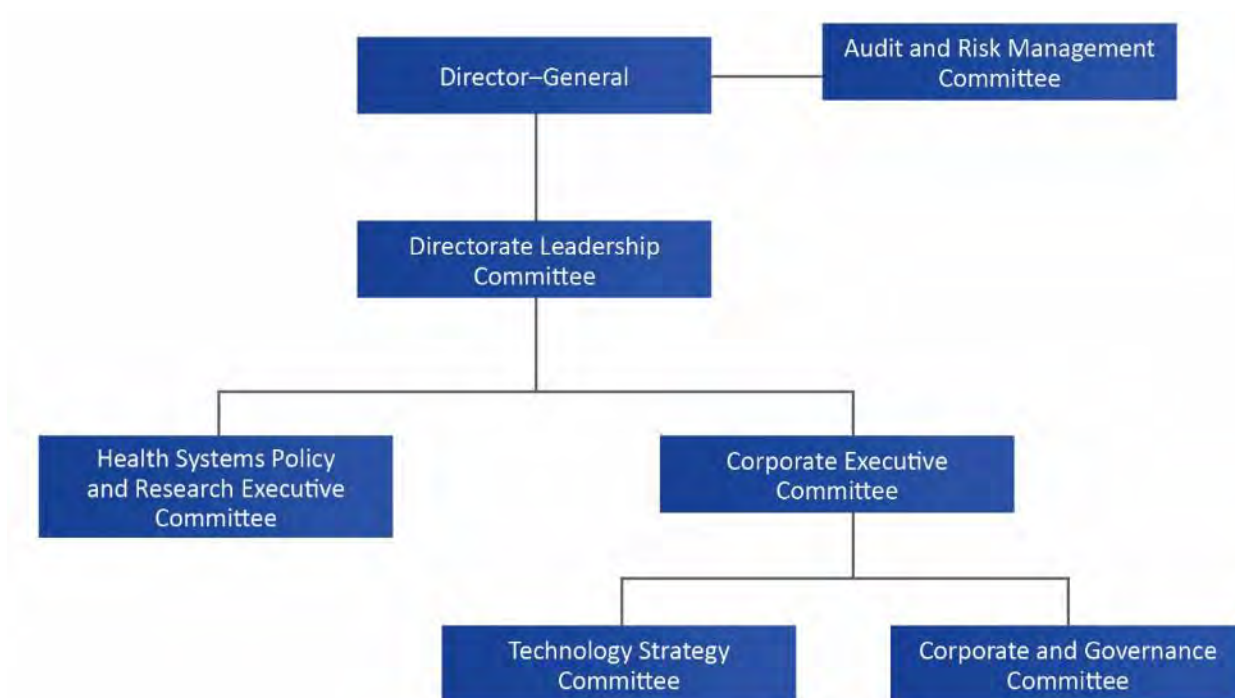 Director–General
Audit and Risk Management
Committee
Directorate Leadership
Committee
Health Systems Policy
and Research Executive
Committee
Corporate Executive
Committee
Technology Strategy
Committee
Corporate and Governance
Committee